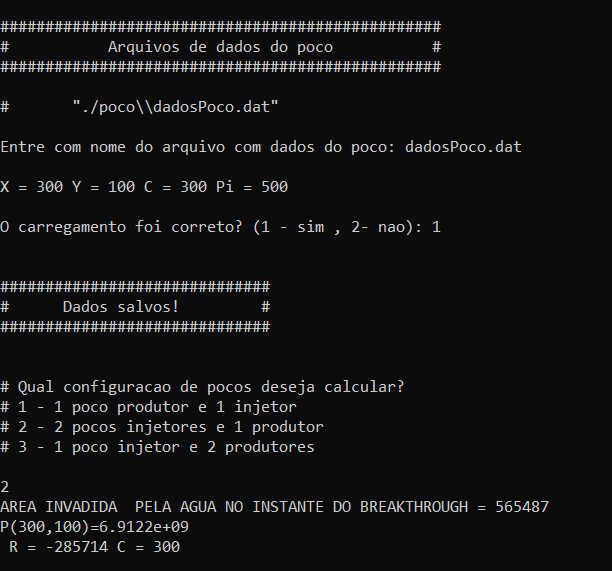 #################################################
#           Arquivos de dados do poco           #
#################################################
#       "./poco\\dadosPoco.dat"
Entre com nome do arquivo com dados do poco: dadosPoco.dat
X = 300 Y = 100 C = 300 Pi = 500
O carregamento foi correto? (1 - sim , 2- nao): 1
##############################
#      Dados salvos!         #
##############################
# Qual configuracao de pocos deseja calcular?
# 1 - 1 poco produtor e 1 injetor
# 2 - 2 pocos injetores e 1 produtor
# 3 - 1 poco injetor e 2 produtores
2
AREA INVADIDA  PELA AGUA NO INSTANTE DO BREAKTHROUGH = 565487
P(300,100)=6.9122e+09
 R = -285714 C = 300